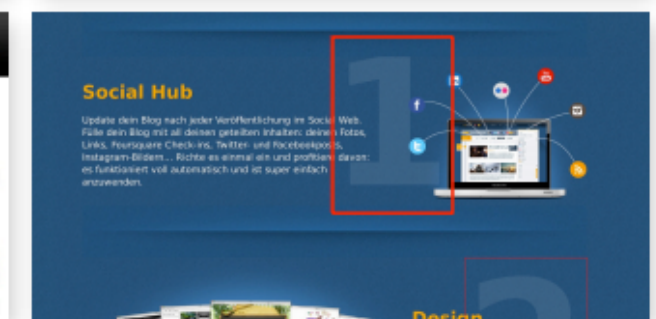 1
Social Hub
Update dein Blog nach jeder Veröffentlichung im Social Web.
Fülle dein Blog mit all deinen geteilten Inhalten: deinen Fotos,
Links, Foursquare Check-ins, Twitter- und Facebookposts,
Instagram-Bildern... Richte es einmal ein und profitiere davon:
es funktioniert voll automatisch und ist super einfach
anzuwenden.
2
Design